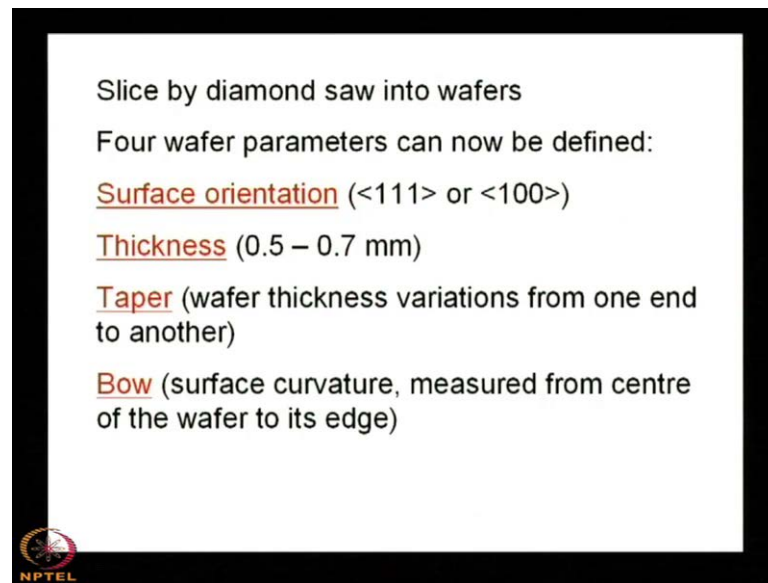 Slice by diamond saw into wafers
Four wafer parameters can now be defined:
Surface orientation (<111> or <100>)
Thickness (0.5 – 0.7 mm)
Taper (wafer thickness variations from one end
to another)
Bow (surface curvature, measured from centre
of the wafer to its edge)
NPTEL